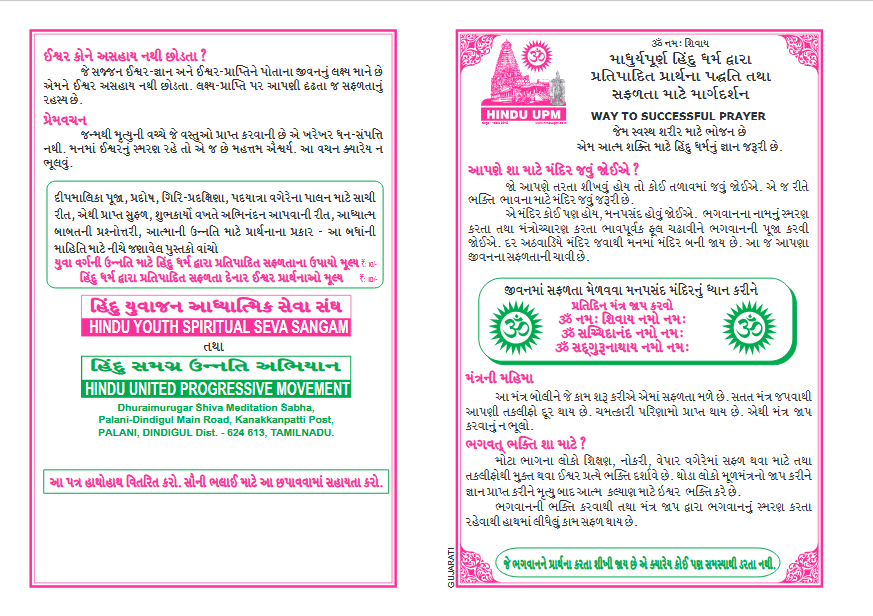 ઈશ્વર કોને અસહાય નથી છોડતા ?
જે સજ્જન ઈશ્વર-જ્ઞાન અને ઈશ્વર-પ્રાપ્તિને પોતાના જીવનનું લક્ષ્ય માને છે
એમને ઈશ્વર અસહાય નથી છોડતા. લક્ષ્ય-પ્રાપ્તિ પર આપણી દૃઢતા જ સફળતાનું
રહસ્ય છે.
પ્રેમવચન
જન્મથી મૃત્યુની વચ્ચે જે વસ્તુઓ પ્રાપ્ત કરવાની છે એ ખરેખર ધન-સંપત્તિ
નથી. મનમાં ઈશ્વરનું સ્મરણ રહે તો એ જ છે મહત્તમ ઐશ્વર્ય. આ વચન ક્યારેય ન
ભૂલવું.
દીપમાલિકા પૂજા, પ્રદોષ, ગિરિ-પ્રદક્ષિણા, પદયાત્રા વગેરેના પાલન માટે સાચી
રીત, એથી પ્રાપ્ત સુફળ, શુભકાર્યો વખતે અભિનંદન આપવાની રીત, આધ્યાત્મ
બાબતની પ્રશ્નોત્તરી, આત્માની ઉન્નતિ માટે પ્રાર્થનાના પ્રકાર - આ બધાંની
માહિતિ માટે નીચે જણાવેલ પુસ્તકો વાંચો
યુવા વર્ગની ઉન્નતિ માટે હિંદુ ધર્મ દ્વારા પ્રતિપાદિત સફળતાના ઉપાયો મૂલ્ય ₹: 10/-
હિંદુ ધર્મ દ્વારા પ્રતિપાદિત સફળતા દેનાર ઈશ્વર પ્રાર્થનાઓ મૂલ્ય ₹: 10/-
હિંદુ યુવાજન આધ્યાત્મિક સેવા સંઘ
HINDU YOUTH SPIRITUAL SEVA SANGAM
તથા
હિંદુ સમગ્ર ઉન્નતિ અભિયાન
HINDU UNITED PROGRESSIVE MOVEMENT
Dhuraimurugar Shiva Meditation Sabha,
Palani-Dindigul Main Road, Kanakkanpatti Post,
PALANI, DINDIGUL Dist. - 624 613, TAMILNADU.
આ પત્ર હાથોહાથ વિતરિત કરો. સૌની ભલાઈ માટે આ છપાવવામાં સહાયતા કરો.
ૐ નમઃ શિવાય
માધુર્યપૂર્ણ હિંદુ ધર્મ દ્વારા
પ્રતિપાદિત પ્રાર્થના પદ્ધતિ તથા
સફળતા માટે માર્ગદર્શન
ૐ
HINDU UPM
WAY TO SUCCESSFUL PRAYER
જેમ સ્વસ્થ શરીર માટે ભોજન છે
એમ આત્મ શક્તિ માટે હિંદુ ધર્મનું જ્ઞાન જરૂરી છે.
આપણે શા માટે મંદિર જવું જોઈએ ?
જો આપણે તરતા શીખવું હોય તો કોઈ તળાવમાં જવું જોઈએ. એ જ રીતે
ભક્તિ ભાવના માટે મંદિર જવું જરૂરી છે.
એ મંદિર કોઈ પણ હોય, મનપસંદ હોવું જોઈએ. ભગવાનના નામનું સ્મરણ
કરતા તથા મંત્રોચ્ચારણ કરતા ભાવપૂર્વક ફૂલ ચઢાવીને ભગવાનની પૂજા કરવી
જોઈએ. દર અઠવાડિયે મંદિર જવાથી મનમાં મંદિર બની જાય છે. આ જ આપણા
જીવનના સફળતાની ચાવી છે.
જીવનમાં સફળતા મેળવવા મનપસંદ મંદિરનું ધ્યાન કરીને
પ્રતિદિન મંત્ર જાપ કરવો
ૐ નમઃ શિવાય નમો નમઃ
ૐ સચ્ચિદાનંદ નમો નમઃ
ૐ સદ્ગુરુનાથાય નમો નમઃ
ૐ
ૐ
મંત્રની મહિમા
આ મંત્ર બોલીને જે કામ શરૂ કરીએ એમાં સફળતા મળે છે. સતત મંત્ર જપવાથી
આપણી તકલીફો દૂર થાય છે. ચમત્કારી પરિણામો પ્રાપ્ત થાય છે. એથી મંત્ર જાપ
કરવાનું ન ભૂલો.
ભગવત્ ભક્તિ શા માટે ?
મોટા ભાગના લોકો શિક્ષણ, નોકરી, વેપાર વગેરેમાં સફળ થવા માટે તથા
તકલીફોથી મુક્ત થવા ઈશ્વર પ્રત્યે ભક્તિ દર્શાવે છે. થોડા લોકો મૂળમંત્રનો જાપ કરીને
જ્ઞાન પ્રાપ્ત કરીને મૃત્યુ બાદ આત્મ કલ્યાણ માટે ઈશ્વર ભક્તિ કરે છે.
ભગવાનની ભક્તિ કરવાથી તથા મંત્ર જાપ દ્વારા ભગવાનનું સ્મરણ કરતા
રહેવાથી હાથમાં લીધેલું કામ સફળ થાય છે.
જે ભગવાનને પ્રાર્થના કરતા શીખી જાય છે એ ક્યારેય કોઈ પણ સમસ્યાથી ડરતા નથી.
GUJARATI